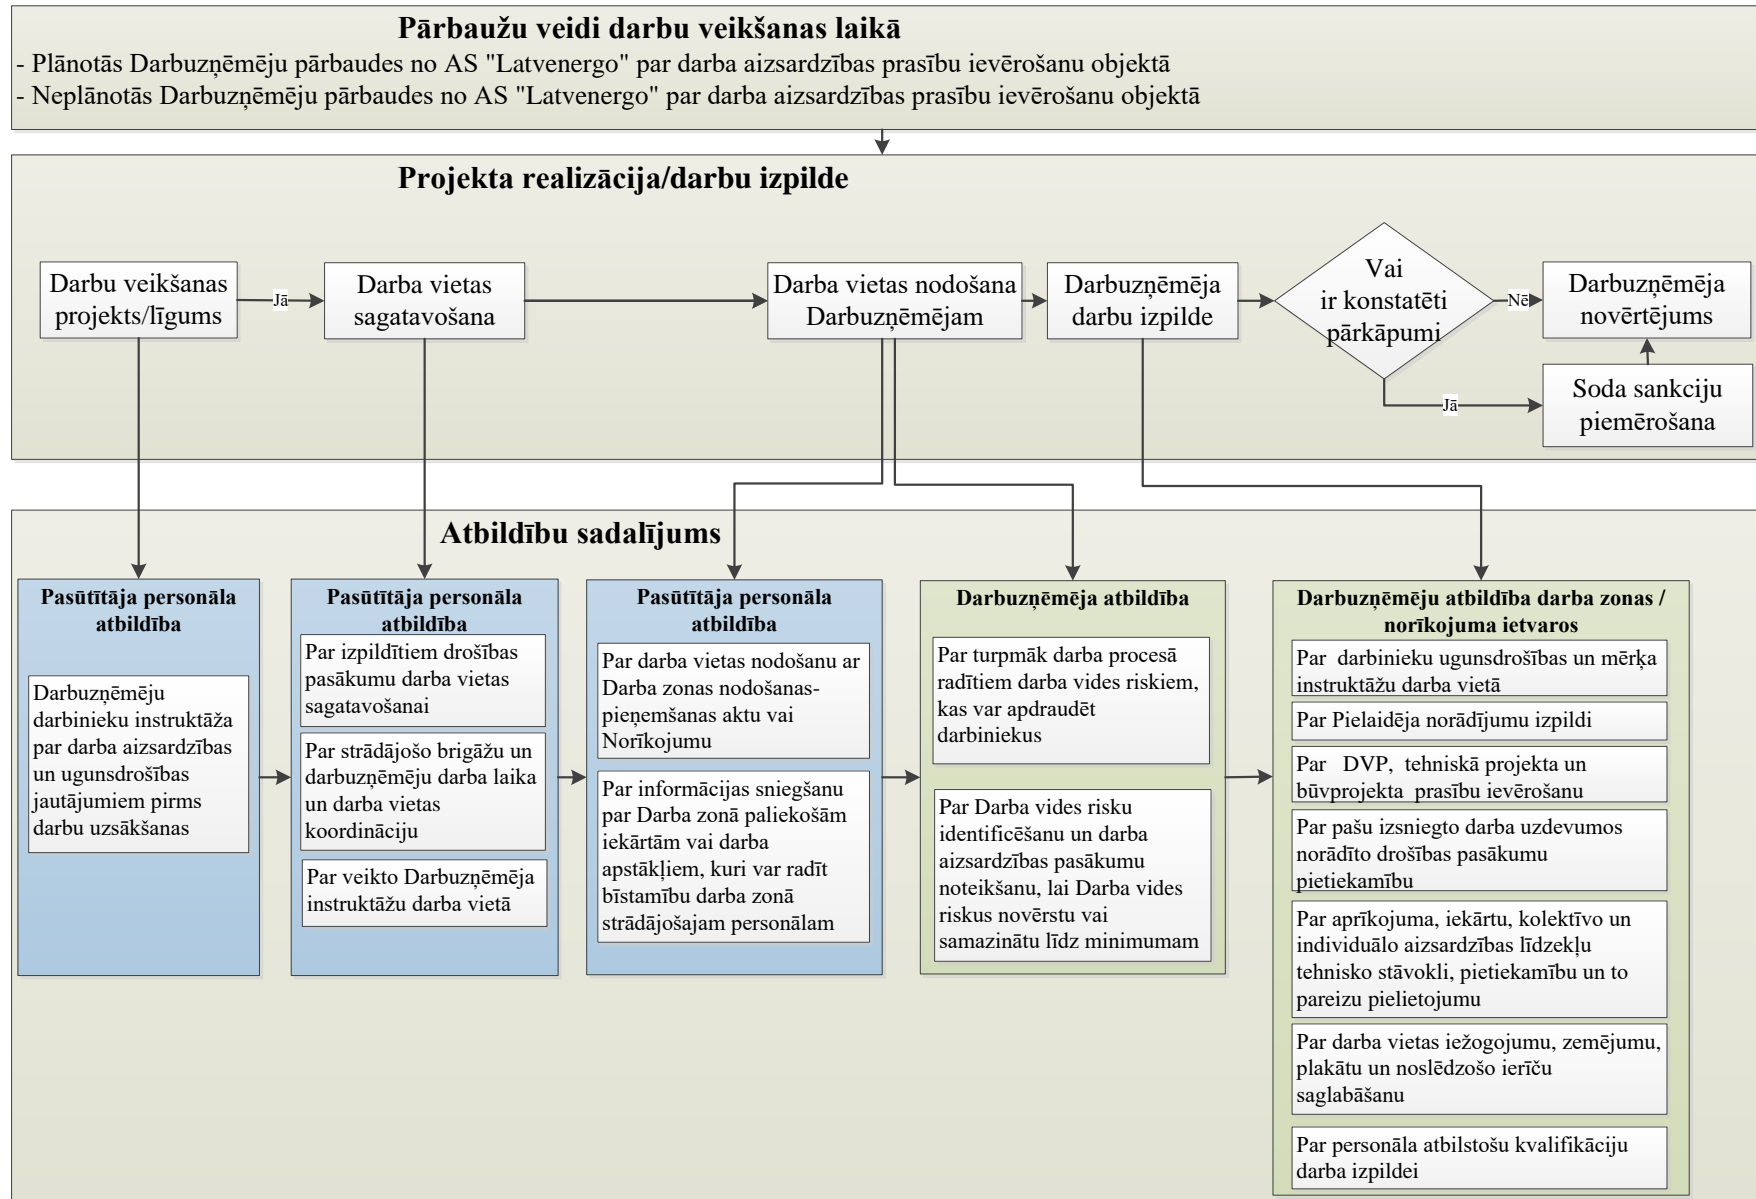 Pārbaužu veidi darbu veikšanas laikā
- Plānotās Darbuzņēmēju pārbaudes no AS "Latvenergo" par darba aizsardzības prasību ievērošanu objektā
- Neplānotās Darbuzņēmēju pārbaudes no AS "Latvenergo" par darba aizsardzības prasību ievērošanu objektā
Projekta realizācija/darbu izpilde
Darbu veikšanas
projekts/līgums
Jā
Darba vietas
sagatavošana
Darba vietas nodošana
Darbuzņēmējam
Darbuzņēmēja
darbu izpilde
Vai
ir konstatēti
pārkāpumi
Nē
Darbuzņēmēja
novērtējums
Jā
Soda sankciju
piemērošana
Atbildību sadalījums
Pasūtītāja personāla
atbildība
Darbuzņēmēju
darbinieku instruktāža
par darba aizsardzības
un ugunsdrošības
jautājumiem pirms
darbu uzsākšanas
Pasūtītāja personāla
atbildība
Par izpildītiem drošības
pasākumu darba vietas
sagatavošanai
Par strādājošo brigāžu un
darbuzņēmēju darba laika
un darba vietas
koordināciju
Par veikto Darbuzņēmēja
instruktāžu darba vietā
Pasūtītāja personāla
atbildība
Par darba vietas nodošanu ar
Darba zonas nodošanas-
pieņemšanas aktu vai
Norīkojumu
Par informācijas sniegšanu
par Darba zonā paliekošām
iekārtām vai darba
apstākļiem, kuri var radīt
bīstamību darba zonā
strādājošajam personālam
Darbuzņēmēja atbildība
Par turpmāk darba procesā
radītiem darba vides riskiem,
kas var apdraudēt
darbiniekus
Par Darba vides risku
identificēšanu un darba
aizsardzības pasākumu
noteikšanu, lai Darba vides
riskus novērstu vai
samazinātu līdz minimumam
Darbuzņēmēju atbildība darba zonas /
norīkojuma ietvaros
Par darbinieku ugunsdrošības un mērķa
instruktāžu darba vietā
Par Pielaidēja norādījumu izpildi
Par DVP, tehniskā projekta un
būvprojekta prasību ievērošanu
Par pašu izsniegto darba uzdevumos
norādīto drošības pasākumu
pietiekamību
Par aprīkojuma, iekārtu, kolektīvo un
individuālo aizsardzības līdzekļu
tehnisko stāvokli, pietiekamību un to
pareizu pielietojumu
Par darba vietas iežogojumu, zemējumu,
plakātu un noslēdzošo ierīču
saglabāšanu
Par personāla atbilstošu kvalifikāciju
darba izpildei